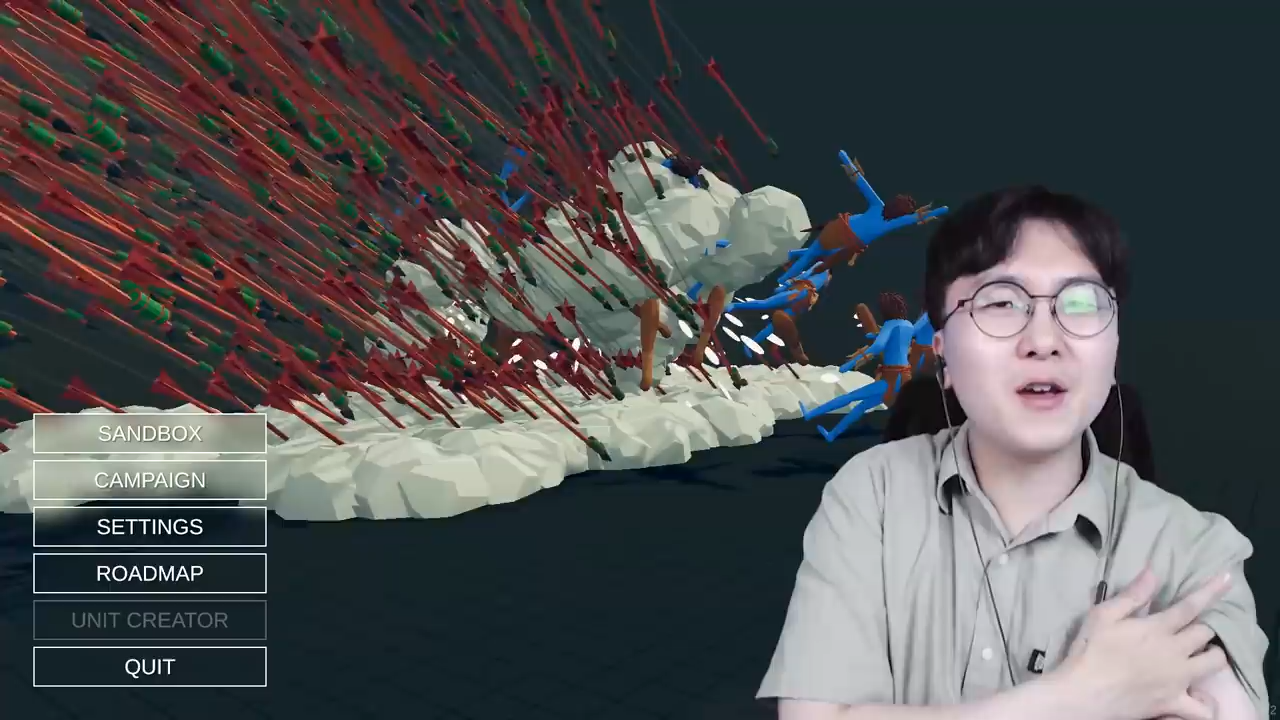 SANDBOX
CAMPAIGN
SETTINGS
ROADMAP
UNIT CREATOR
QUIT